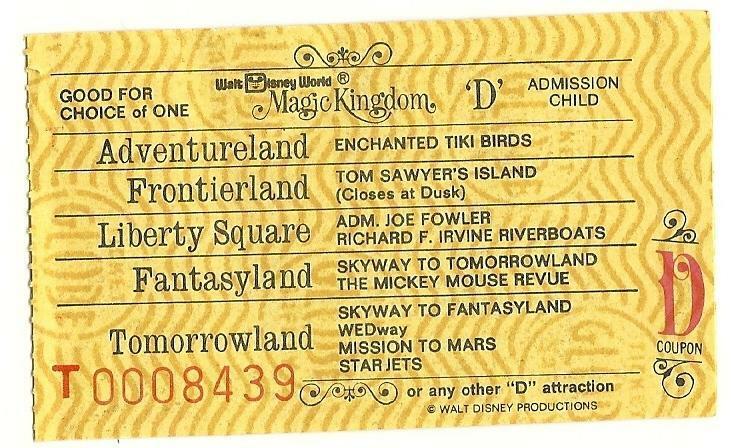 GOOD FOR
CHOICE of ONE
Walt Disney World ®
Magic Kingdom
'D'
ADMISSION
CHILD
Adventureland ENCHANTED TIKI BIRDS
Frontierland TOM SAWYER'S ISLAND
(Closes at Dusk)
Liberty Square ADM. JOE FOWLER
RICHARD F. IRVINE RIVERBOATS
Fantasyland SKYWAY TO TOMORROWLAND
THE MICKEY MOUSE REVUE
Tomorrowland SKYWAY TO FANTASYLAND
WEDway
MISSION TO MARS
STAR JETS
D
COUPON
T0008439
or any other "D" attraction
© WALT DISNEY PRODUCTIONS